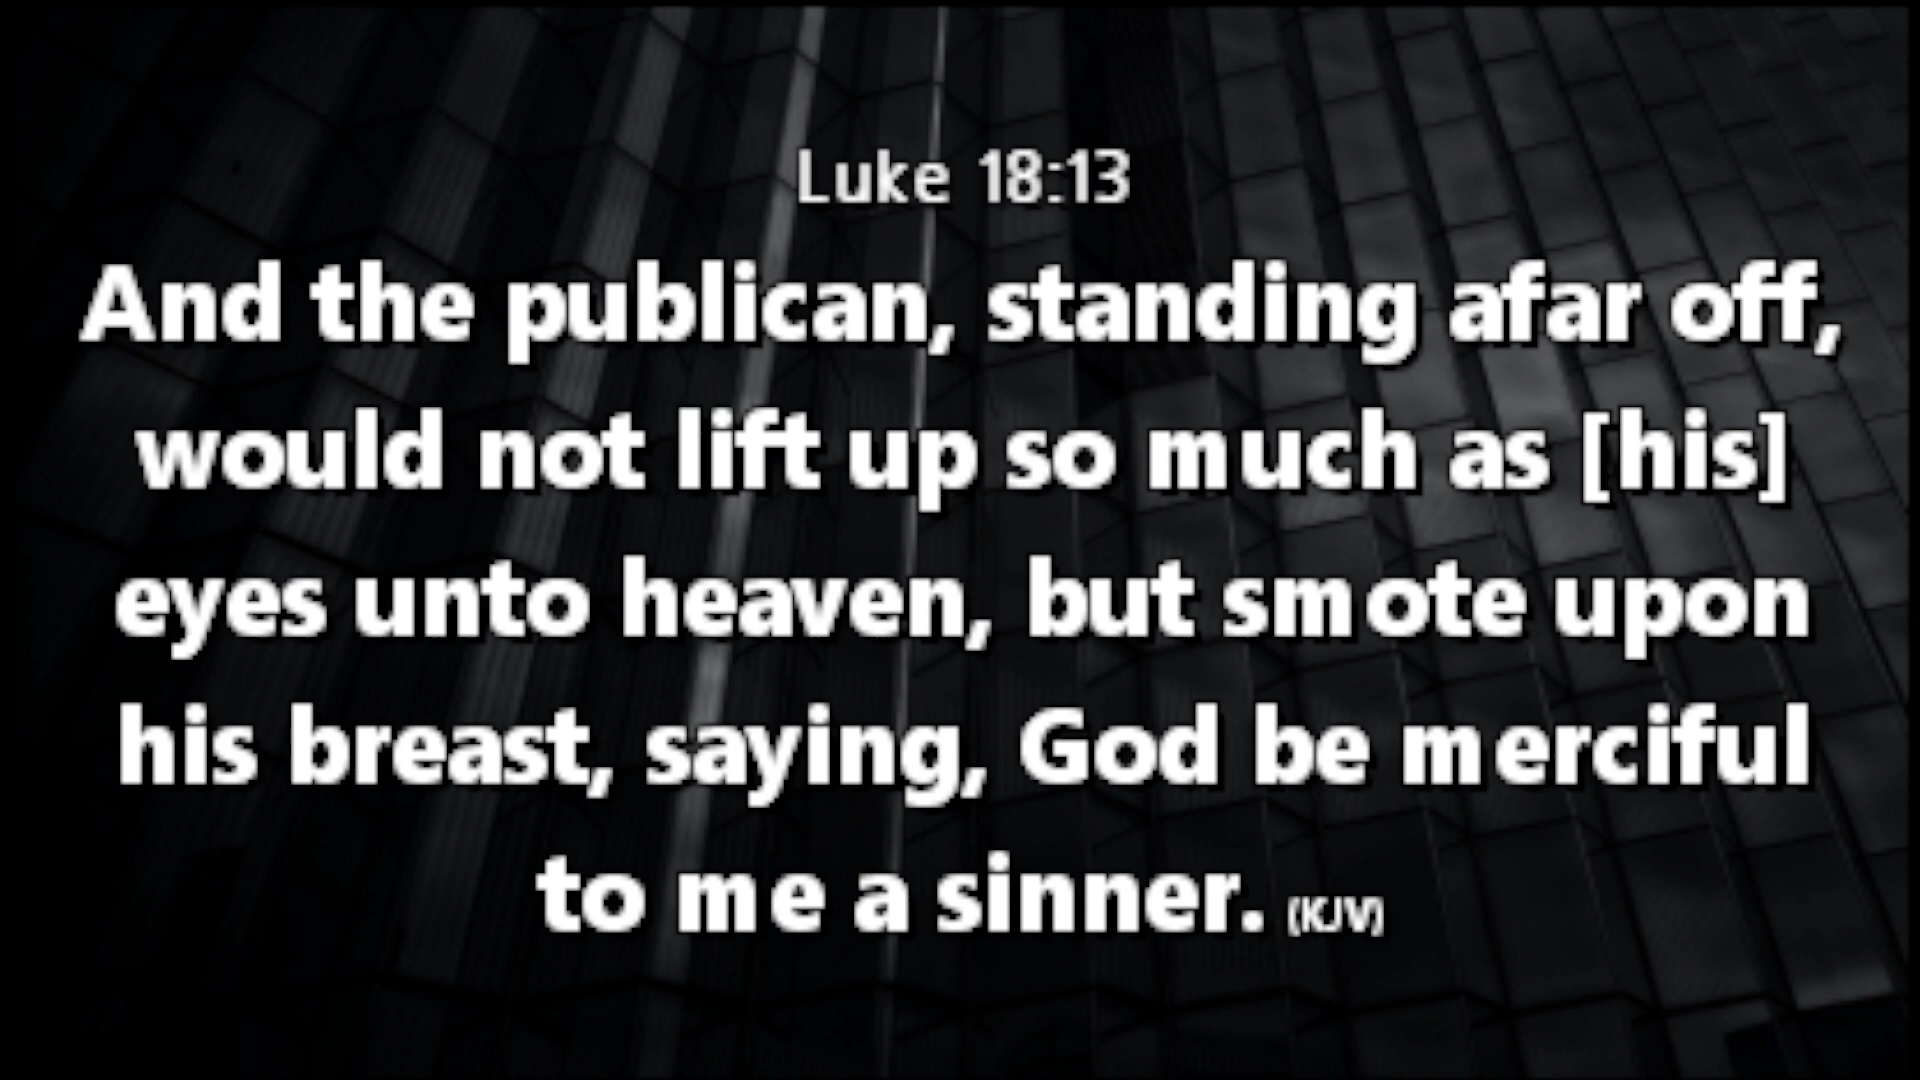 Luke 18:13
And the publican, standing afar off,
would not lift up so much as [his]
eyes unto heaven, but smote upon
his breast, saying, God be merciful
to me a sinner. (KJV)